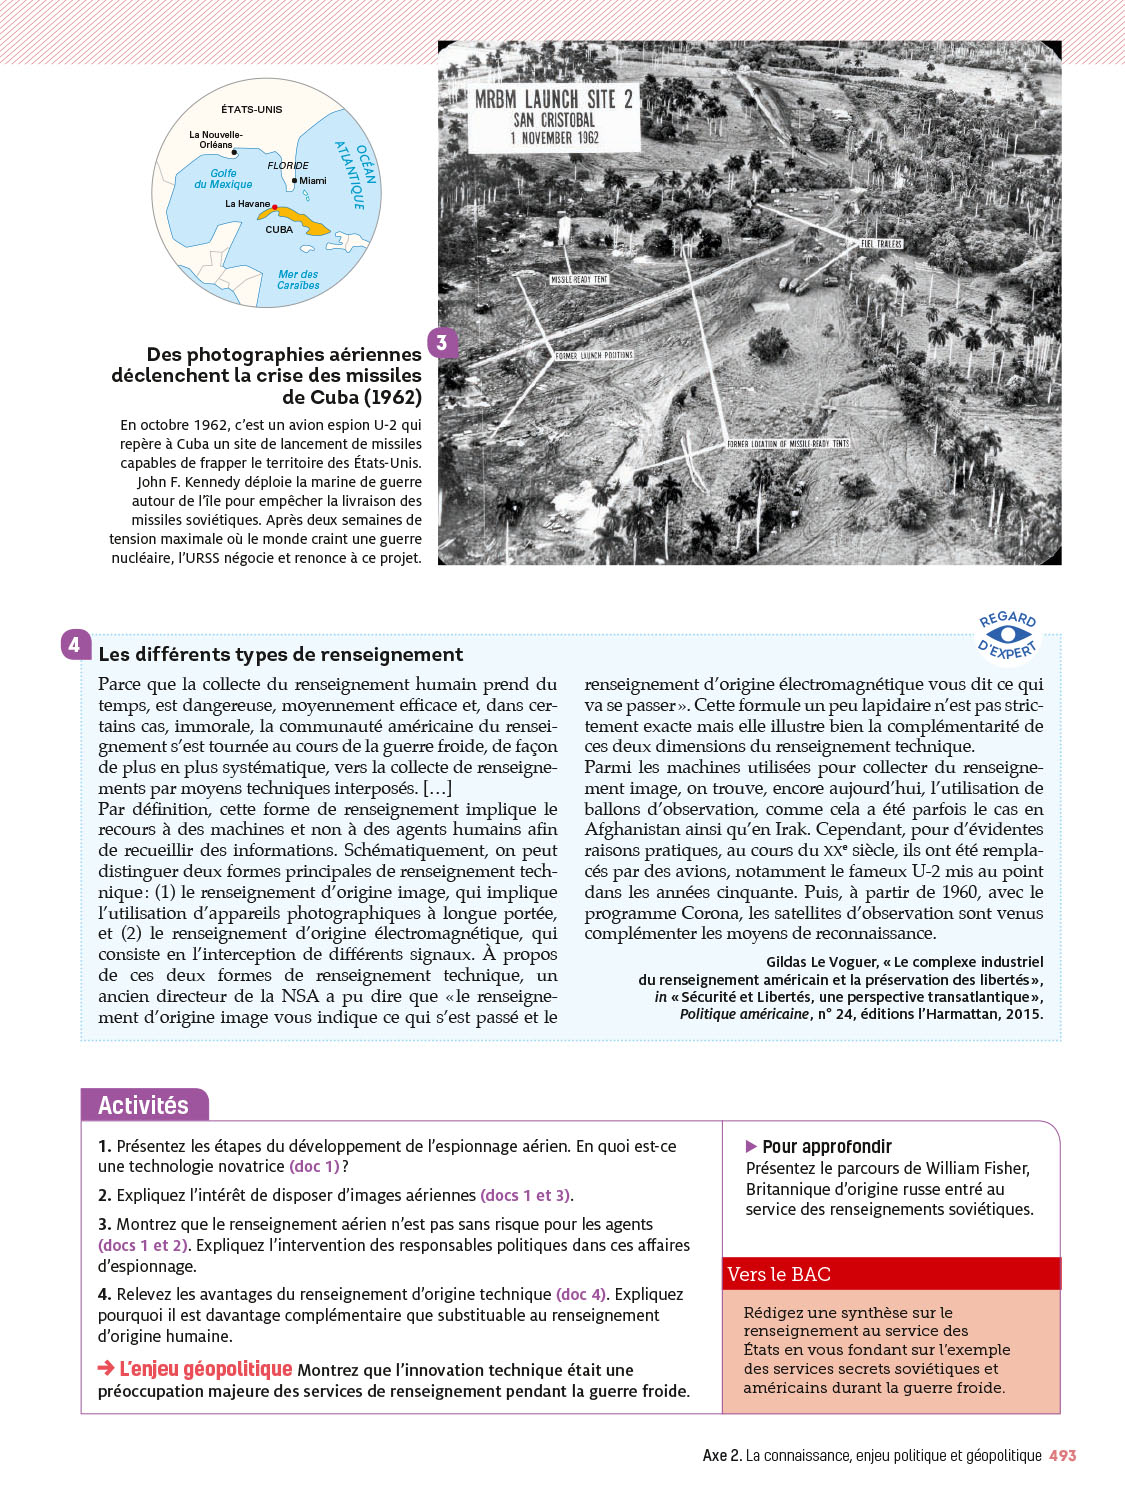 ÉTATS-UNIS
La Nouvelle-
Orléans
FLORIDE
OCÉAN
ATLANTIQUE
Golfe
du Mexique
Miami
La Havane
CUBA
Mer des
Caraïbes
MRBM LAUNCH SITE 2
SAN CRISTOBAL
1 NOVEMBER 1962
FUEL TRAILERS
MISSILE-READY TENT
FORMER LAUNCH POSITIONS
FORMER LOCATION OF MISSILE-READY TENTS
3
Des photographies aériennes
déclenchent la crise des missiles
de Cuba (1962)
En octobre 1962, c’est un avion espion U-2 qui
repère à Cuba un site de lancement de missiles
capables de frapper le territoire des États-Unis.
John F. Kennedy déploie la marine de guerre
autour de l’île pour empêcher la livraison des
missiles soviétiques. Après deux semaines de
tension maximale où le monde craint une guerre
nucléaire, l’URSS négocie et renonce à ce projet.
REGARD
D’EXPERT
4
Les différents types de renseignement
Parce que la collecte du renseignement humain prend du
temps, est dangereuse, moyennement efficace et, dans cer-
tains cas, immorale, la communauté américaine du rensei-
gnement s’est tournée au cours de la guerre froide, de façon
de plus en plus systématique, vers la collecte de renseigne-
ments par moyens techniques interposés. […]
Par définition, cette forme de renseignement implique le
recours à des machines et non à des agents humains afin
de recueillir des informations. Schématiquement, on peut
distinguer deux formes principales de renseignement tech-
nique : (1) le renseignement d’origine image, qui implique
l’utilisation d’appareils photographiques à longue portée,
et (2) le renseignement d’origine électromagnétique, qui
consiste en l’interception de différents signaux. À propos
de ces deux formes de renseignement technique, un
ancien directeur de la NSA a pu dire que « le renseigne-
ment d’origine image vous indique ce qui s’est passé et le
renseignement d’origine électromagnétique vous dit ce qui
va se passer ». Cette formule un peu lapidaire n’est pas stric-
tement exacte mais elle illustre bien la complémentarité de
ces deux dimensions du renseignement technique.
Parmi les machines utilisées pour collecter du renseigne-
ment image, on trouve, encore aujourd’hui, l’utilisation de
ballons d’observation, comme cela a été parfois le cas en
Afghanistan ainsi qu’en Irak. Cependant, pour d’évidentes
raisons pratiques, au cours du XXe siècle, ils ont été rempla-
cés par des avions, notamment le fameux U-2 mis au point
dans les années cinquante. Puis, à partir de 1960, avec le
programme Corona, les satellites d’observation sont venus
complémenter les moyens de reconnaissance.
Gildas Le Voguer, « Le complexe industriel
du renseignement américain et la préservation des libertés »,
in « Sécurité et Libertés, une perspective transatlantique »,
Politique américaine, n° 24, éditions l’Harmattan, 2015.
Activités
1. Présentez les étapes du développement de l’espionnage aérien. En quoi est-ce
une technologie novatrice (doc 1) ?
2. Expliquez l’intérêt de disposer d’images aériennes (docs 1 et 3).
3. Montrez que le renseignement aérien n’est pas sans risque pour les agents
(docs 1 et 2). Expliquez l’intervention des responsables politiques dans ces affaires
d’espionnage.
4. Relevez les avantages du renseignement d’origine technique (doc 4). Expliquez
pourquoi il est davantage complémentaire que substituable au renseignement
d’origine humaine.
L’enjeu géopolitique Montrez que l’innovation technique était une
préoccupation majeure des services de renseignement pendant la guerre froide.
Pour approfondir
Présentez le parcours de William Fisher,
Britannique d’origine russe entré au
service des renseignements soviétiques.
Vers le BAC
Rédigez une synthèse sur le
renseignement au service des
États en vous fondant sur l’exemple
des services secrets soviétiques et
américains durant la guerre froide.
Axe 2. La connaissance, enjeu politique et géopolitique 493